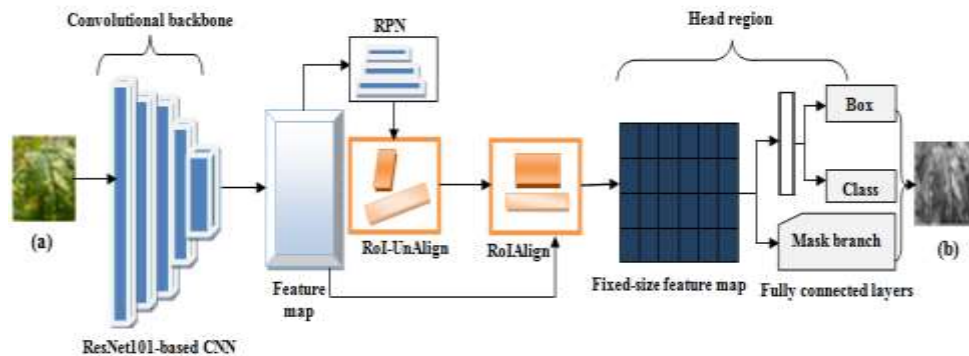 Convolutional backbone
RPN
Head region
Box
Class
Mask branch
(a)
(b)
RoI-UnAlign
RoIAlign
Feature
map
Fixed-size feature map
Fully connected layers
ResNet101-based CNN